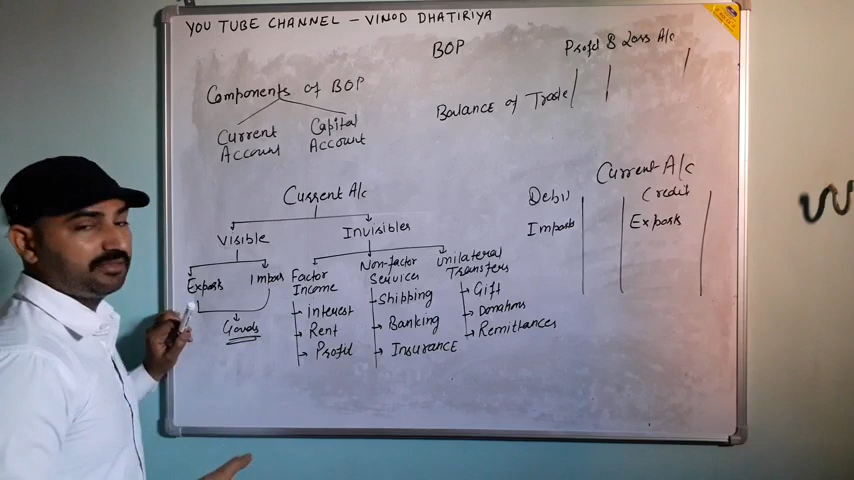 YOU TUBE CHANNEL - VINOD DHATIRIYA
BOP
Profit & Loss A/c
Components of BOP
Balance of Trade
Current Account
Capital Account
Current A/c
Visible
Invisibles
Exports
Goods
Factor Income
interest
Rent
Profit
Non-factor Services
Shipping
Banking
Insurance
Unilateral Transfers
Gift
Donations
Remittances
Current A/c
Credit
Imports
Exports